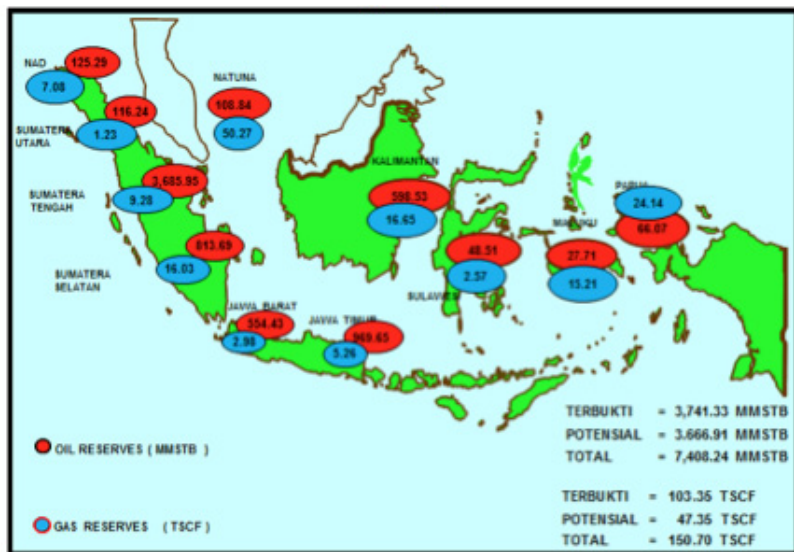 NAD
125.29
7.08
NATUNA
108.84
50.27
116.24
SUMATERA
UTARA
1.23
KALIMANTAN
598.53
16.65
3,685.95
SUMATERA
TENGAH
9.28
PAPUA
24.14
66.07
MALUKU
27.71
15.21
813.69
16.03
SUMATERA
SELATAN
48.51
2.57
SULAWESI
JAWA BARAT
554.43
2.98
JAWA TIMUR
969.65
5.26
OIL RESERVES ( MMSTB )
GAS RESERVES ( TSCF )
TERBUKTI = 3,741.33 MMSTB
POTENSIAL = 3.666.91 MMSTB
TOTAL = 7,408.24 MMSTB
TERBUKTI = 103.35 TSCF
POTENSIAL = 47.35 TSCF
TOTAL = 150.70 TSCF